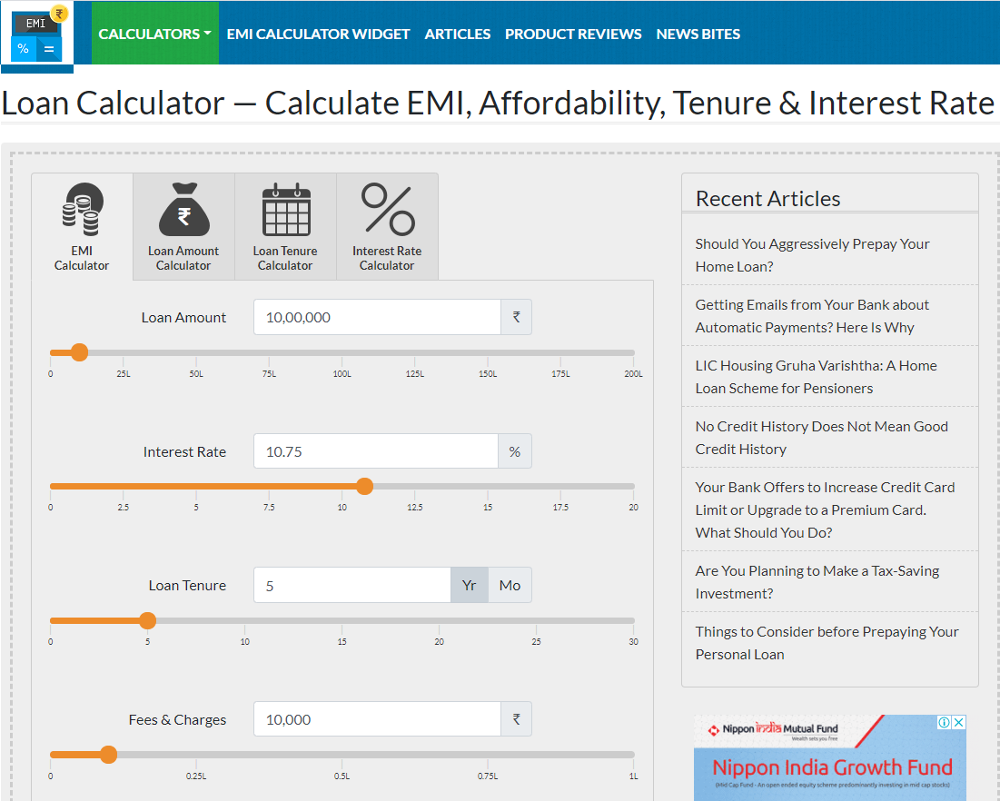 EMI
₹
%
=
CALCULATORS
EMI CALCULATOR WIDGET
ARTICLES
PRODUCT REVIEWS
NEWS BITES
Loan Calculator — Calculate EMI, Affordability, Tenure & Interest Rate
EMI
Calculator
₹
Loan Amount
Calculator
Loan Tenure
Calculator
Interest Rate
Calculator
Loan Amount 10,00,000 ₹
0 25L 50L 75L 100L 125L 150L 175L 200L
Interest Rate 10.75 %
0 2.5 5 7.5 10 12.5 15 17.5 20
Loan Tenure 5 Yr Mo
0 5 10 15 20 25 30
Fees & Charges 10,000 ₹
0 0.25L 0.5L 0.75L 1L
Recent Articles
Should You Aggressively Prepay Your
Home Loan?
Getting Emails from Your Bank about
Automatic Payments? Here Is Why
LIC Housing Gruha Varishtha: A Home
Loan Scheme for Pensioners
No Credit History Does Not Mean Good
Credit History
Your Bank Offers to Increase Credit Card
Limit or Upgrade to a Premium Card.
What Should You Do?
Are You Planning to Make a Tax-Saving
Investment?
Things to Consider before Prepaying Your
Personal Loan
Nippon india Mutual Fund
Wealth sets you free
Nippon India Growth Fund
(Mid Cap Fund - An open ended equity scheme predominantly investing in mid cap stocks)